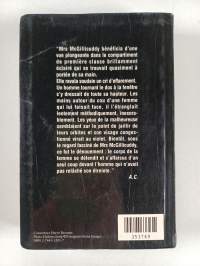 "Mrs McGillicuddy bénéficia d'une
vue plongeante dans le compartiment
de première classe brillamment
éclairé qui se trouvait quasiment à
portée de sa main.
Elle ravala soudain un cri d'effarement.
Un homme tournant le dos à la fenêtre
s'y dressait de toute sa hauteur. Les
mains autour du cou d'une femme
qui lui faisait face, il l'étranglait
lentement, méthodiquement, inexo-
rablement. Les yeux de la malheureuse
semblaient sur le point de jaillir de
leurs orbites et son visage conges-
tionné virait au violet. Bientôt, sous
le regard fasciné de Mrs McGillicuddy,
ce fut le dénouement : le corps de la
femme se détendit et s'affaissa d'un
seul coup devant l'homme qui n'avait
pas relâché son étreinte."
A.C.